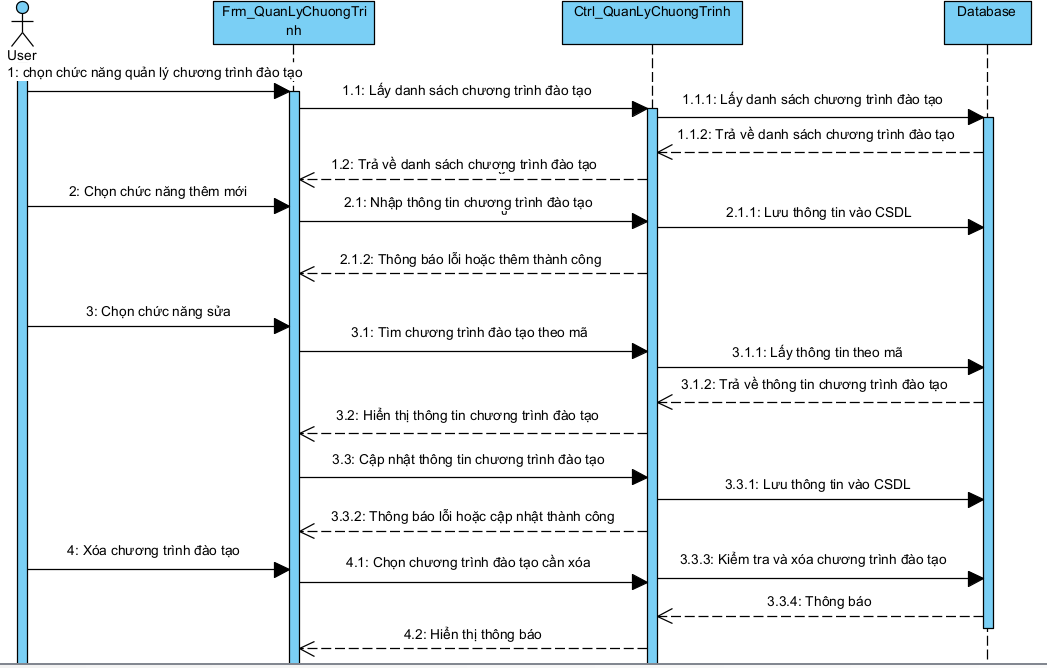 Frm_QuanLyChuongTri
nh
Ctrl_QuanLyChuongTrinh
Database
User
1: chọn chức năng quản lý chương trình đào tạo
1.1: Lấy danh sách chương trình đào tạo
1.1.1: Lấy danh sách chương trình đào tạo
1.1.2: Trả về danh sách chương trình đào tạo
1.2: Trả về danh sách chương trình đào tạo
2: Chọn chức năng thêm mới
2.1: Nhập thông tin chương trình đào tạo
2.1.1: Lưu thông tin vào CSDL
2.1.2: Thông báo lỗi hoặc thêm thành công
3: Chọn chức năng sửa
3.1: Tìm chương trình đào tạo theo mã
3.1.1: Lấy thông tin theo mã
3.1.2: Trả về thông tin chương trình đào tạo
3.2: Hiển thị thông tin chương trình đào tạo
3.3: Cập nhật thông tin chương trình đào tạo
3.3.1: Lưu thông tin vào CSDL
3.3.2: Thông báo lỗi hoặc cập nhật thành công
4: Xóa chương trình đào tạo
4.1: Chọn chương trình đào tạo cần xóa
3.3.3: Kiểm tra và xóa chương trình đào tạo
3.3.4: Thông báo
4.2: Hiển thị thông báo